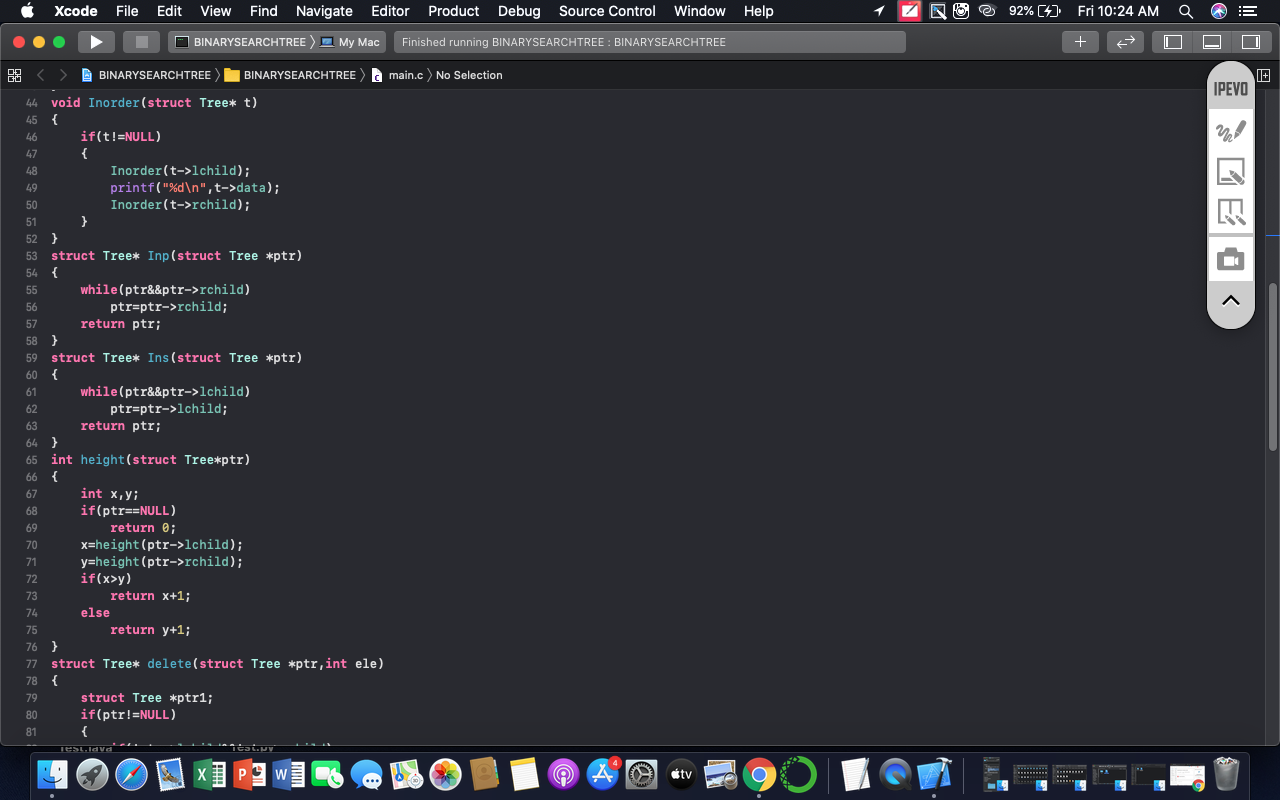 Xcode File Edit View Find Navigate Editor Product Debug Source Control Window Help 92% Fri 10:24 AM
BINARYSEARCHTREE 〉 My Mac Finished running BINARYSEARCHTREE : BINARYSEARCHTREE
BINARYSEARCHTREE 〉 BINARYSEARCHTREE 〉 main.c 〉 No Selection
IPEVO
44 void Inorder(struct Tree* t)
45 {
46     if(t!=NULL)
47     {
48         Inorder(t->lchild);
49         printf("%d\n",t->data);
50         Inorder(t->rchild);
51     }
52 }
53 struct Tree* Inp(struct Tree *ptr)
54 {
55     while(ptr&&ptr->rchild)
56         ptr=ptr->rchild;
57     return ptr;
58 }
59 struct Tree* Ins(struct Tree *ptr)
60 {
61     while(ptr&&ptr->lchild)
62         ptr=ptr->lchild;
63     return ptr;
64 }
65 int height(struct Tree*ptr)
66 {
67     int x,y;
68     if(ptr==NULL)
69         return 0;
70     x=height(ptr->lchild);
71     y=height(ptr->rchild);
72     if(x>y)
73         return x+1;
74     else
75         return y+1;
76 }
77 struct Tree* delete(struct Tree *ptr,int ele)
78 {
79     struct Tree *ptr1;
80     if(ptr!=NULL)
81     {
4
tv